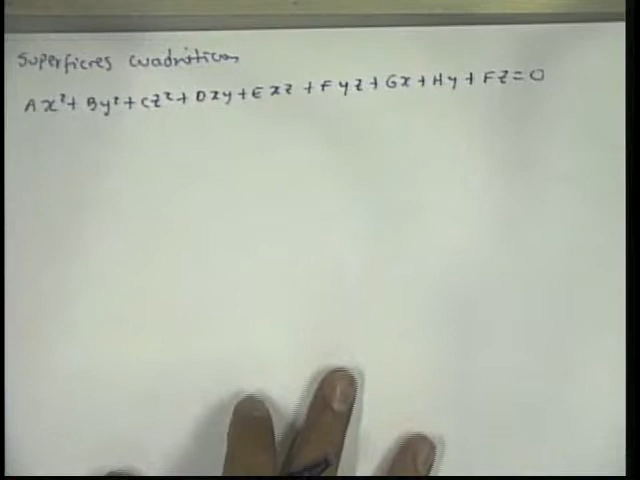 Superficies cuadráticas
Ax² + By² + Cz² + Dxy + Exz + Fyz + Gx + Hy + Fz = 0